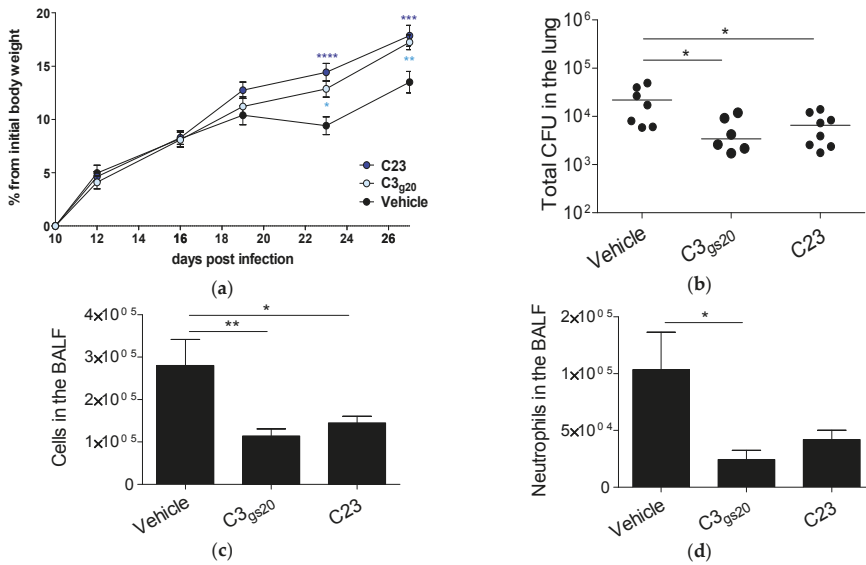 20
15
10
5
0
% from initial body weight
****
***
*
**
C23
C3g20
Vehicle
10 12 14 16 18 20 22 24 26
days post infection
(a)
10⁶
10⁵
10⁴
10³
10²
Total CFU in the lung
*
*
Vehicle C3gs20 C23
(b)
4×10⁰⁵
3×10⁰⁵
2×10⁰⁵
1×10⁰⁵
0
Cells in the BALF
*
**
Vehicle C3gs20 C23
(c)
2×10⁰⁵
1×10⁰⁵
5×10⁰⁴
0
Neutrophils in the BALF
*
Vehicle C3gs20 C23
(d)